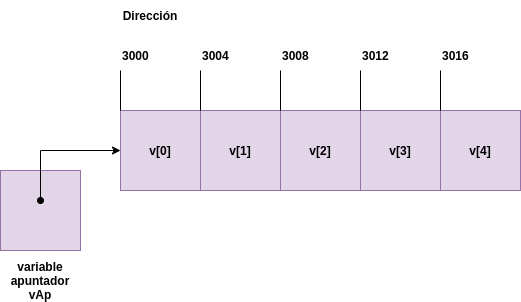 Dirección
3000 3004 3008 3012 3016
v[0] v[1] v[2] v[3] v[4]
variable
apuntador
vAp